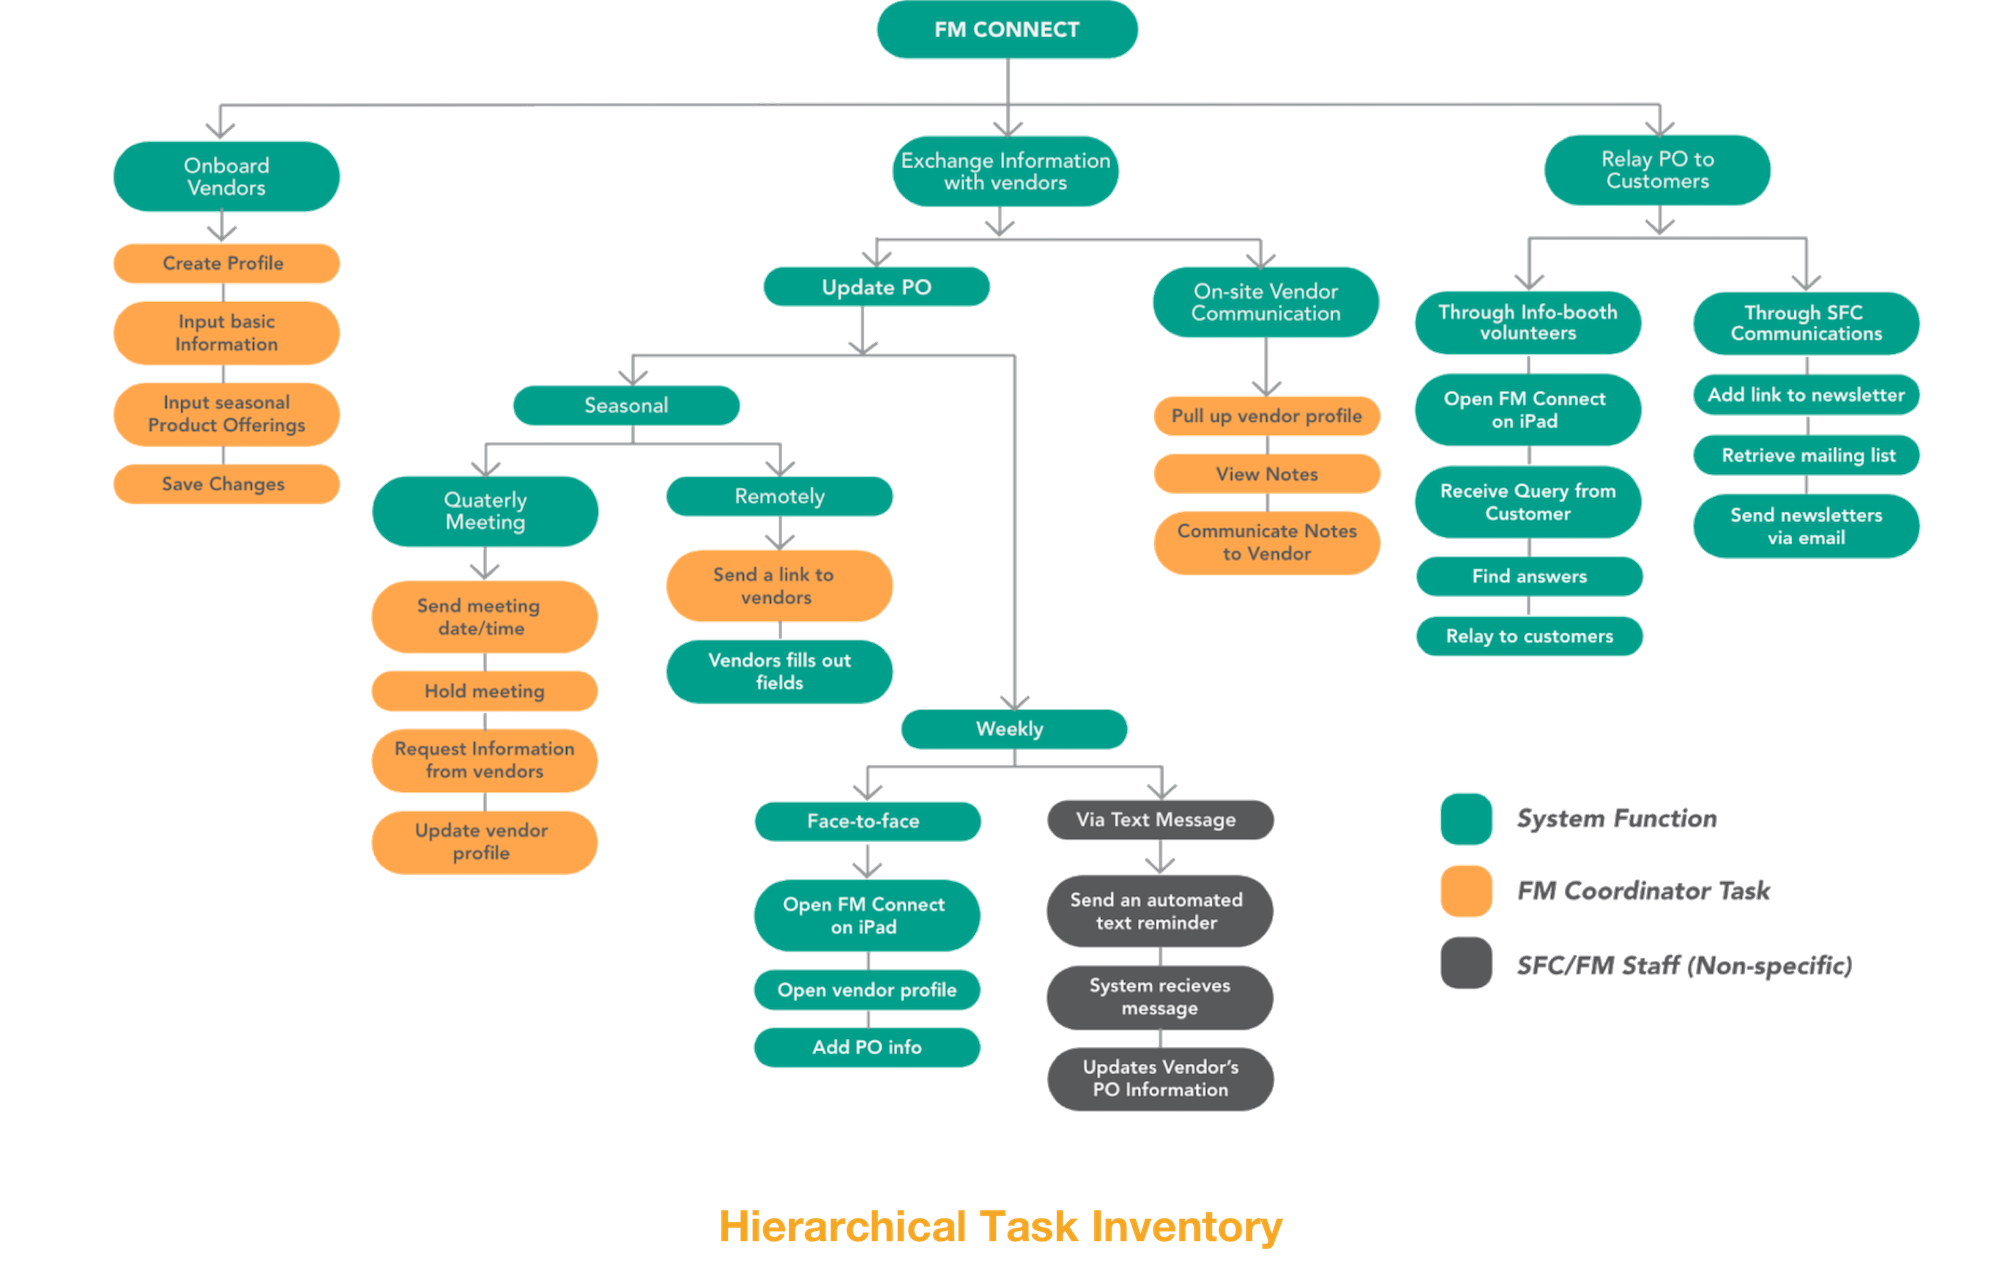 FM CONNECT
Onboard
Vendors
Create Profile
Input basic
Information
Input seasonal
Product Offerings
Save Changes
Exchange Information
with vendors
Update PO
Seasonal
Quaterly
Meeting
Send meeting
date/time
Hold meeting
Request Information
from vendors
Update vendor
profile
Remotely
Send a link to
vendors
Vendors fills out
fields
Weekly
Face-to-face
Open FM Connect
on iPad
Open vendor profile
Add PO info
Via Text Message
Send an automated
text reminder
System recieves
message
Updates Vendor’s
PO Information
On-site Vendor
Communication
Pull up vendor profile
View Notes
Communicate Notes
to Vendor
Relay PO to
Customers
Through Info-booth
volunteers
Open FM Connect
on iPad
Receive Query from
Customer
Find answers
Relay to customers
Through SFC
Communications
Add link to newsletter
Retrieve mailing list
Send newsletters
via email
System Function
FM Coordinator Task
SFC/FM Staff (Non-specific)
Hierarchical Task Inventory